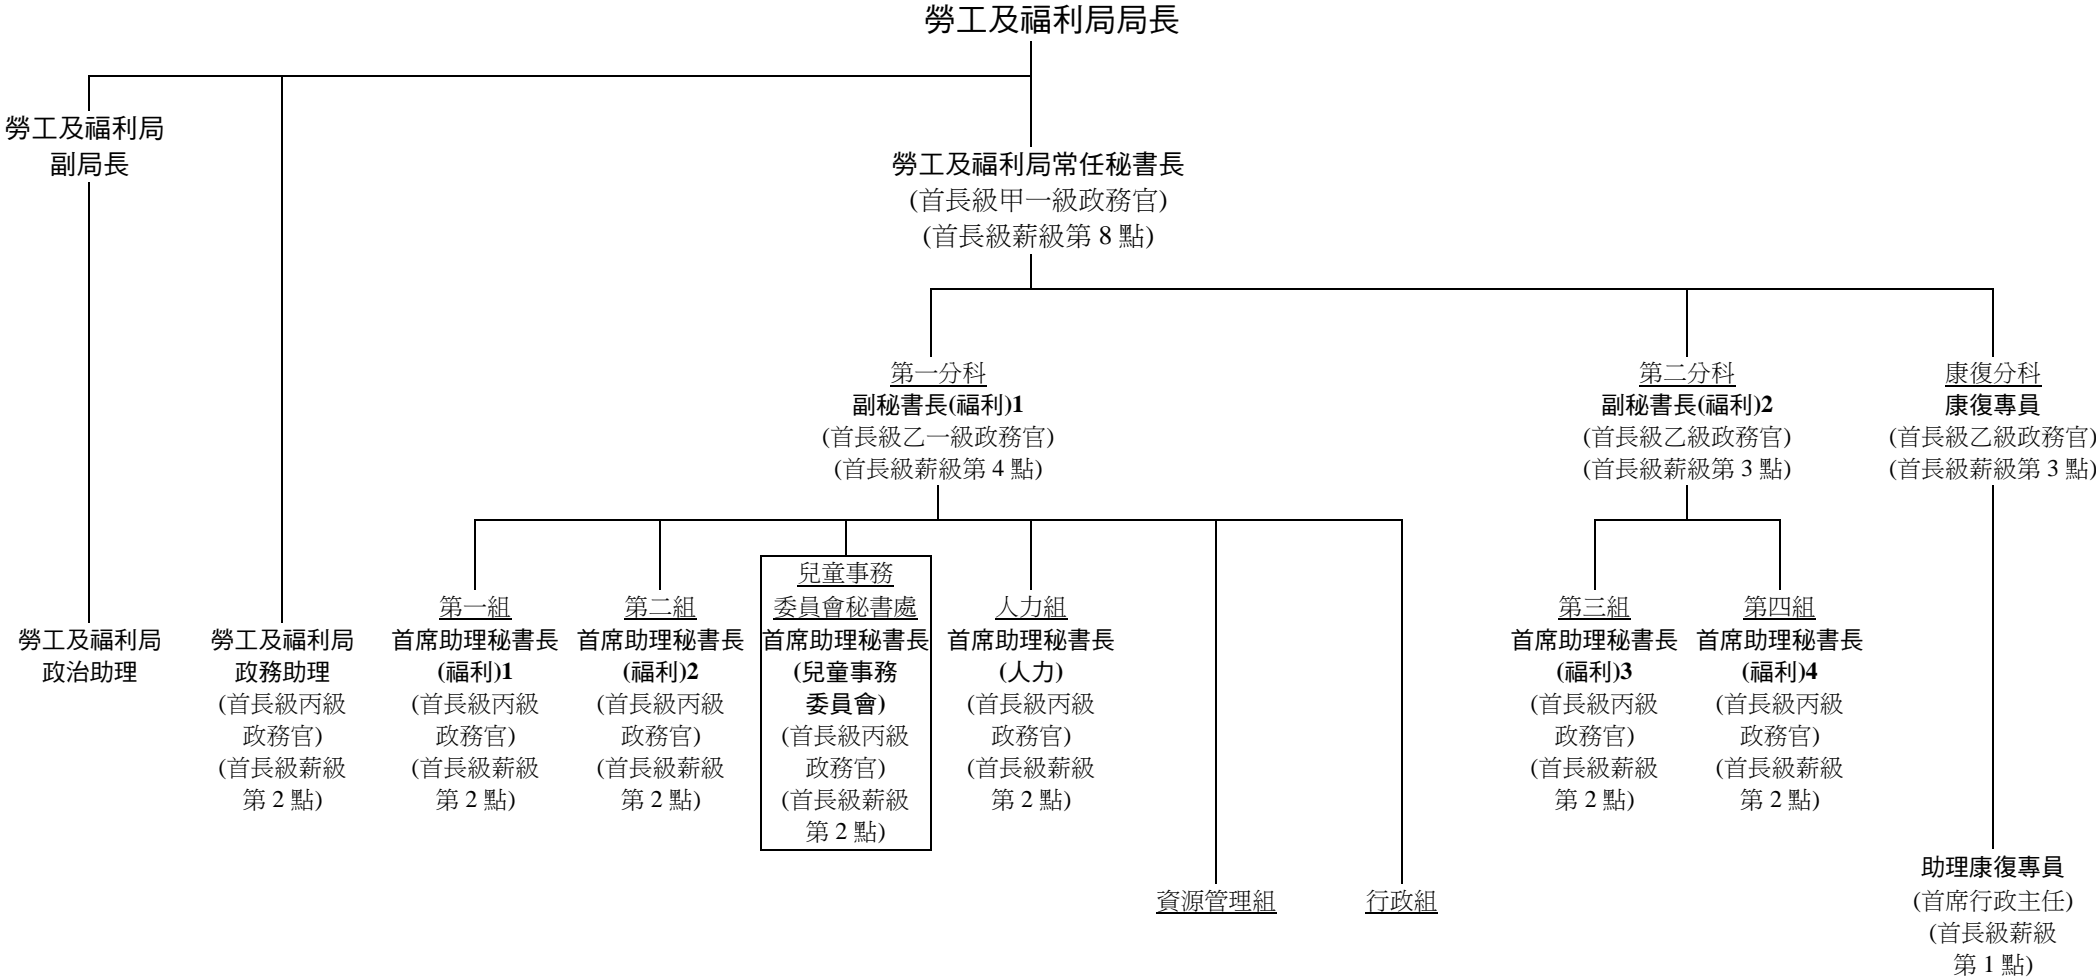 勞工及福利局局長
勞工及福利局
副局長
勞工及福利局常任秘書長
(首長級甲一級政務官)
(首長級薪級第 8 點)
第一分科
副秘書長(福利)1
(首長級乙一級政務官)
(首長級薪級第 4 點)
第二分科
副秘書長(福利)2
(首長級乙級政務官)
(首長級薪級第 3 點)
康復分科
康復專員
(首長級乙級政務官)
(首長級薪級第 3 點)
勞工及福利局
政治助理
勞工及福利局
政務助理
(首長級丙級
政務官)
(首長級薪級
第 2 點)
第一組
首席助理秘書長
(福利)1
(首長級丙級
政務官)
(首長級薪級
第 2 點)
第二組
首席助理秘書長
(福利)2
(首長級丙級
政務官)
(首長級薪級
第 2 點)
兒童事務
委員會秘書處
首席助理秘書長
(兒童事務
委員會)
(首長級丙級
政務官)
(首長級薪級
第 2 點)
人力組
首席助理秘書長
(人力)
(首長級丙級
政務官)
(首長級薪級
第 2 點)
資源管理組
行政組
第三組
首席助理秘書長
(福利)3
(首長級丙級
政務官)
(首長級薪級
第 2 點)
第四組
首席助理秘書長
(福利)4
(首長級丙級
政務官)
(首長級薪級
第 2 點)
助理康復專員
(首席行政主任)
(首長級薪級
第 1 點)